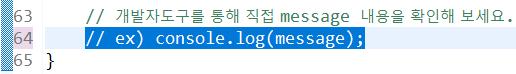 63 // 개발자도구를 통해 직접 message 내용을 확인해 보세요.
64 // ex) console.log(message);
65 }